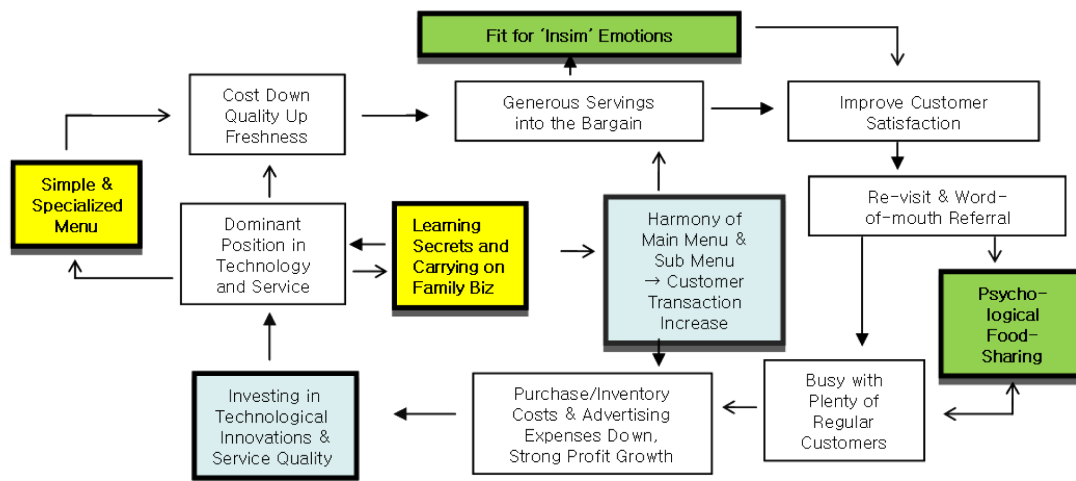 Fit for ‘Insim’ Emotions
Cost Down
Quality Up
Freshness
Generous Servings
into the Bargain
Improve Customer
Satisfaction
Simple &
Specialized
Menu
Dominant
Position in
Technology
and Service
Learning
Secrets and
Carrying on
Family Biz
Harmony of
Main Menu &
Sub Menu
→ Customer
Transaction
Increase
Re-visit & Word-
of-mouth Referral
Psycho-
logical
Food-
Sharing
Investing in
Technological
Innovations &
Service Quality
Purchase/Inventory
Costs & Advertising
Expenses Down,
Strong Profit Growth
Busy with
Plenty of
Regular
Customers